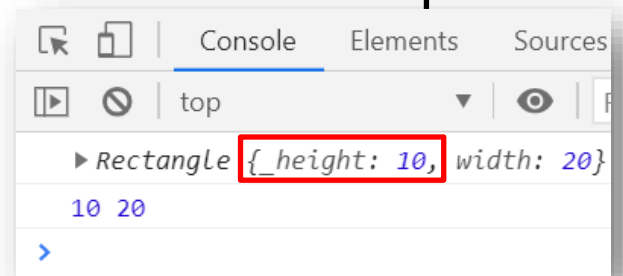 Console Elements Sources
top
▶ Rectangle {_height: 10, width: 20}
10 20
>